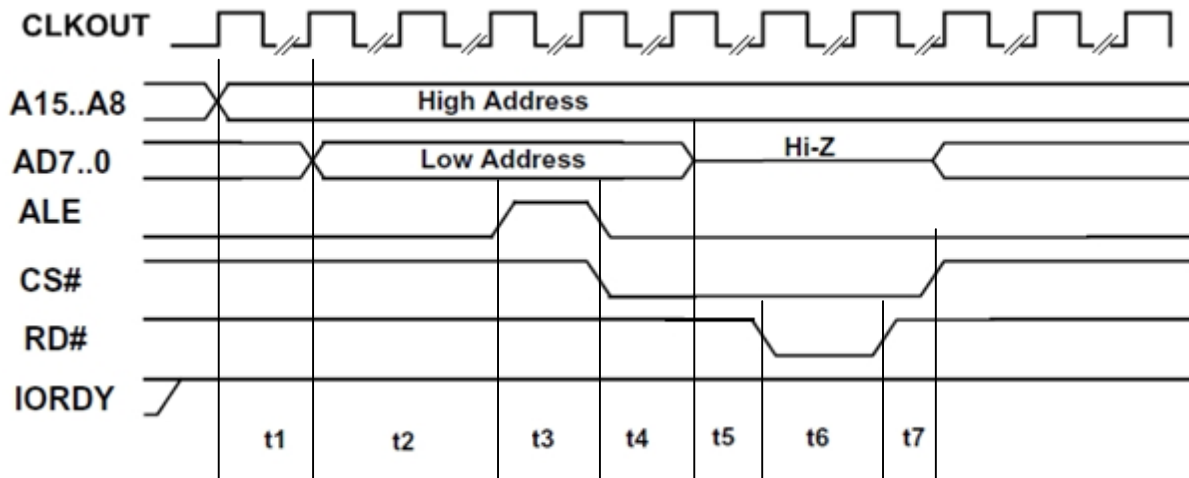 CLKOUT
A15..A8 High Address
AD7..0 Low Address Hi-Z
ALE
CS#
RD#
IORDY
t1 t2 t3 t4 t5 t6 t7